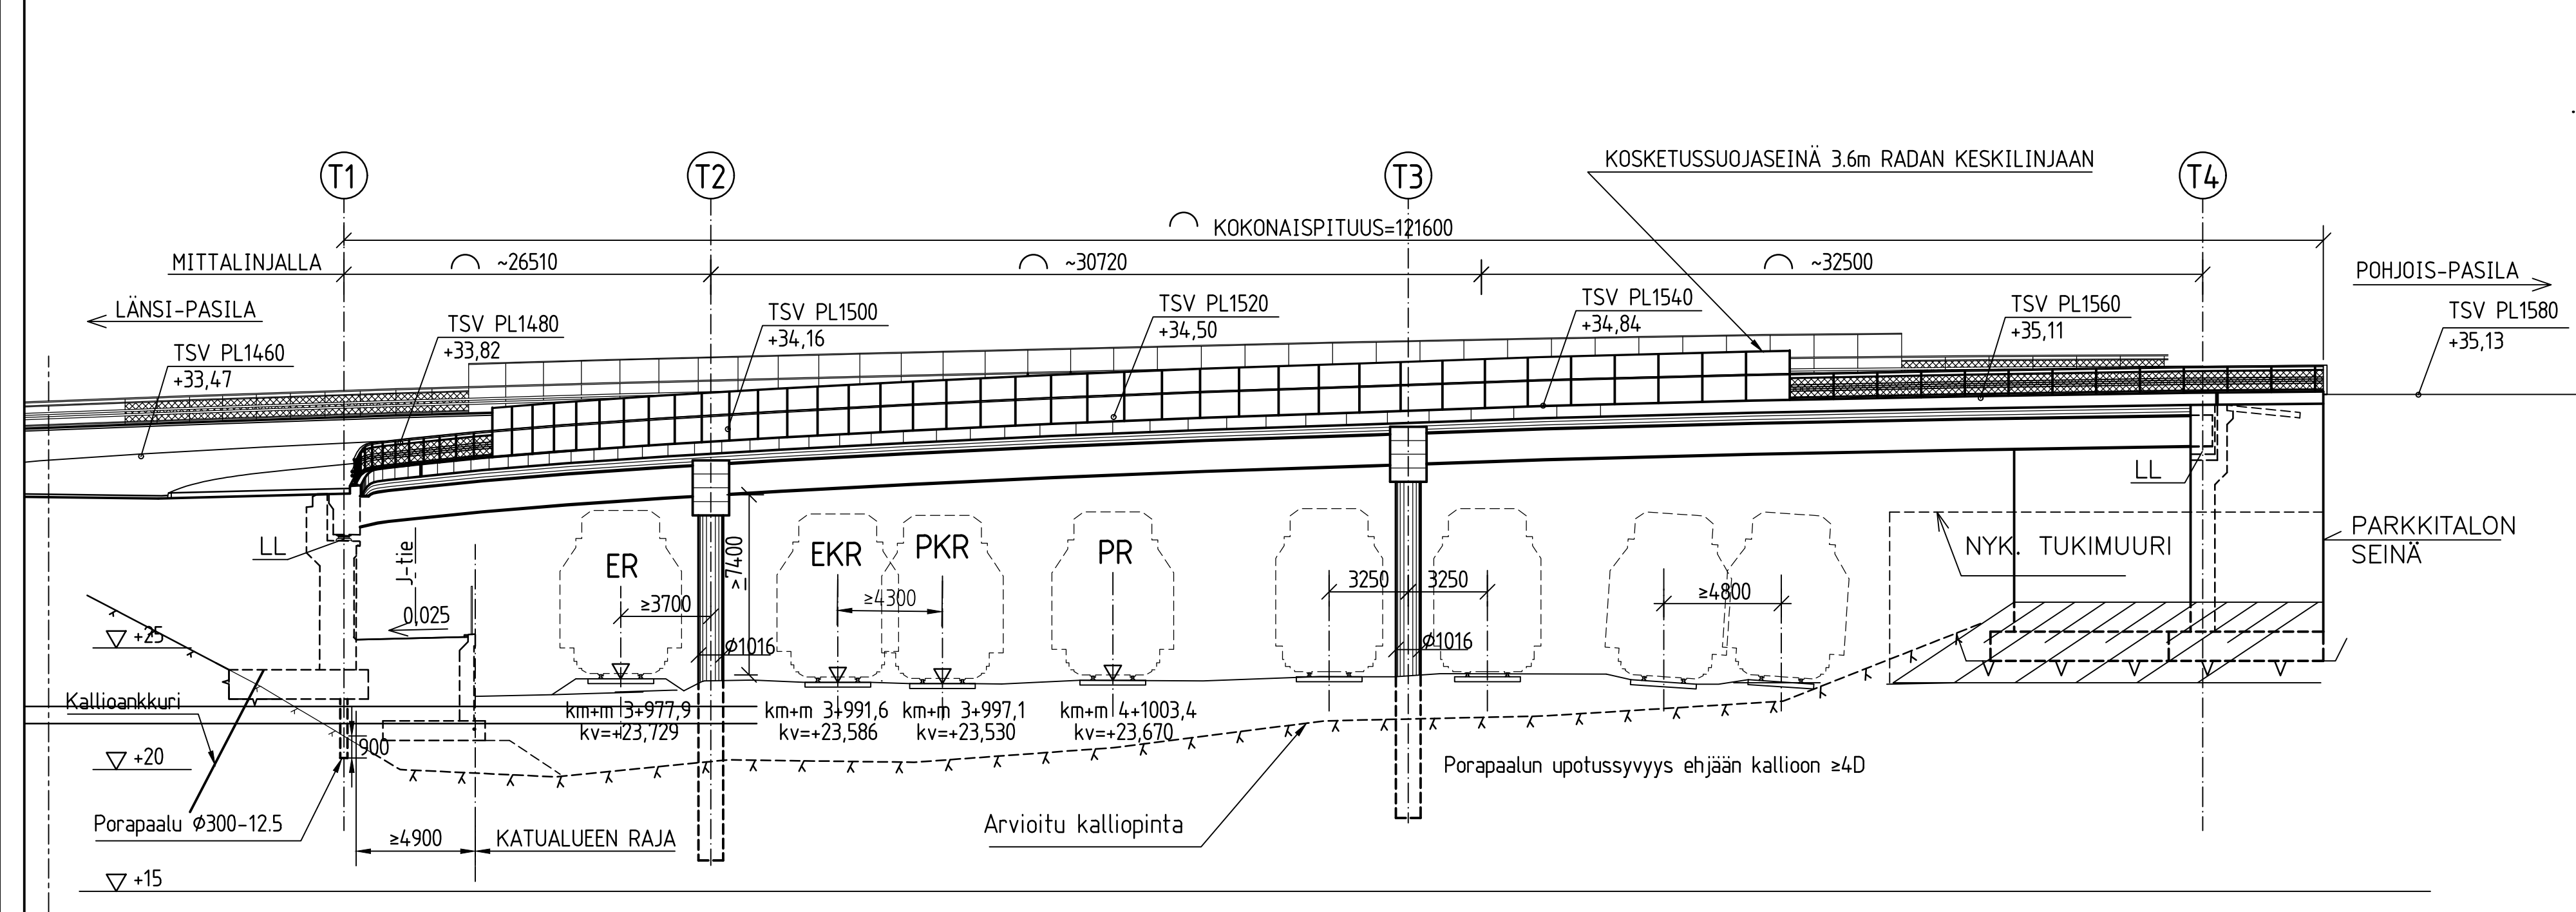 T1
T2
T3
T4
KOSKETUSSUOJASEINÄ 3.6m RADAN KESKILINJAAN
KOKONAISPITUUS=121600
MITTALINJALLA
~26510
~30720
~32500
POHJOIS-PASILA
LÄNSI-PASILA
TSV PL1460
+33,47
TSV PL1480
+33,82
TSV PL1500
+34,16
TSV PL1520
+34,50
TSV PL1540
+34,84
TSV PL1560
+35,11
TSV PL1580
+35,13
LL
LL
J-tie
0,025
ER
≥3700
≥7400
EKR
PKR
≥4300
PR
3250
3250
≥4800
NYK. TUKIMUURI
PARKKITALON
SEINÄ
Ø1016
Ø1016
+25
Kallioankkuri
900
km+m 3+977,9
kv=+23,729
km+m 3+991,6
kv=+23,586
km+m 3+997,1
kv=+23,530
km+m 4+1003,4
kv=+23,670
+20
Porapaalun upotussyvyys ehjään kallioon ≥4D
Porapaalu Ø300-12.5
≥4900
KATUALUEEN RAJA
Arvioitu kalliopinta
+15